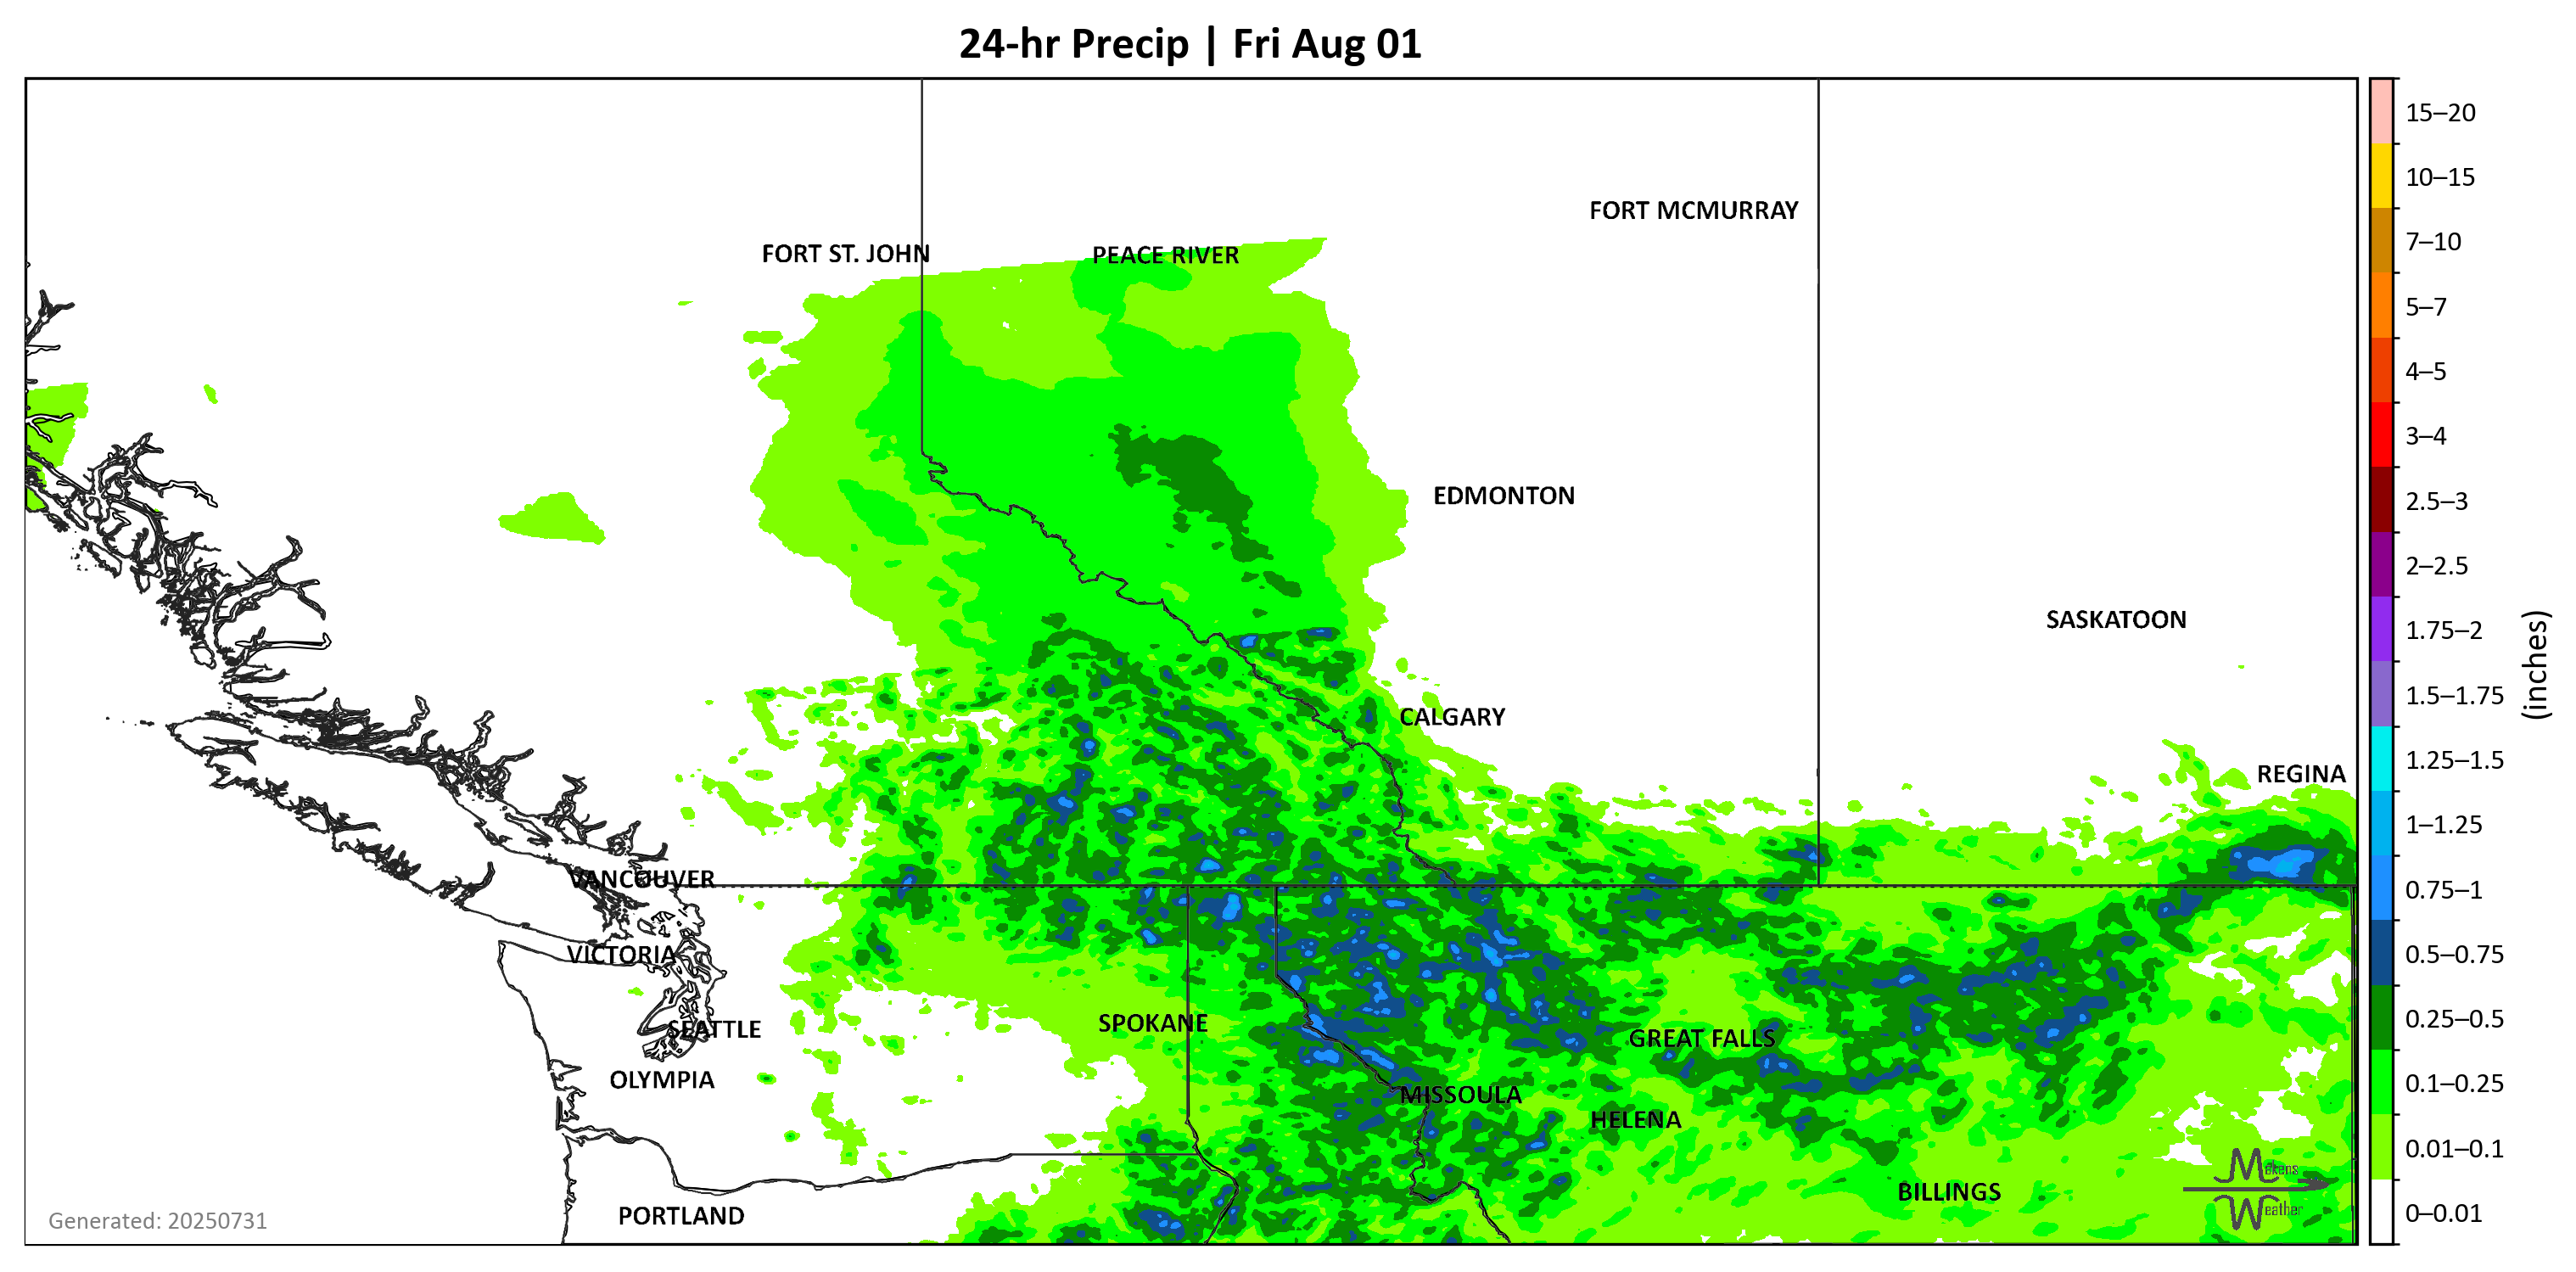 24-hr Precip | Fri Aug 01
FORT MCMURRAY
FORT ST. JOHN
PEACE RIVER
EDMONTON
SASKATOON
CALGARY
REGINA
VANCOUVER
VICTORIA
SPOKANE
SEATTLE
GREAT FALLS
OLYMPIA
MISSOULA
HELENA
BILLINGS
PORTLAND
Generated: 20250731
Mckens
Weather
15–20
10–15
7–10
5–7
4–5
3–4
2.5–3
2–2.5
1.75–2
1.5–1.75
1.25–1.5
1–1.25
0.75–1
0.5–0.75
0.25–0.5
0.1–0.25
0.01–0.1
0–0.01
(inches)